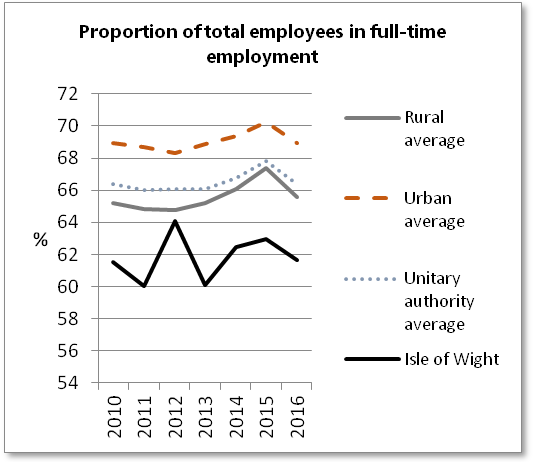 Proportion of total employees in full-time
employment
72
70
68
66
64
62
60
58
56
54
%
2010
2011
2012
2013
2014
2015
2016
Rural
average
Urban
average
Unitary
authority
average
Isle of Wight